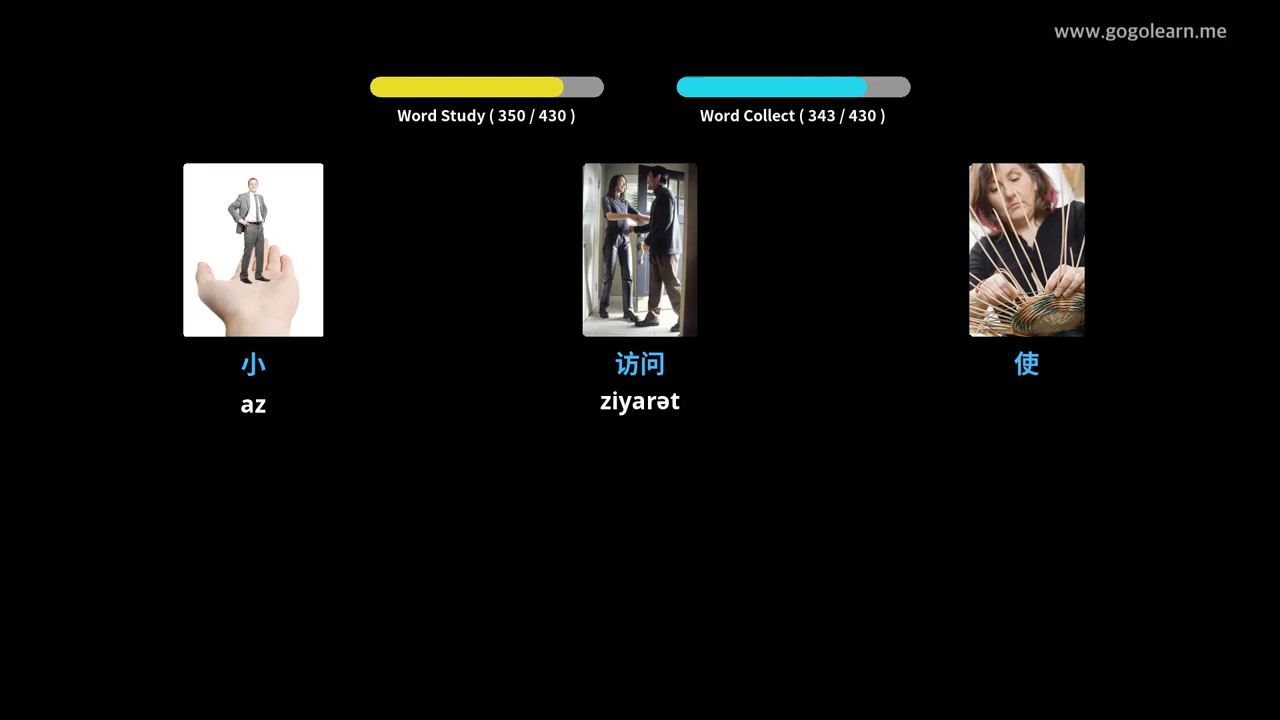 www.gogolearn.me
Word Study ( 350 / 430 )
Word Collect ( 343 / 430 )
小
访问
使
az
ziyarət